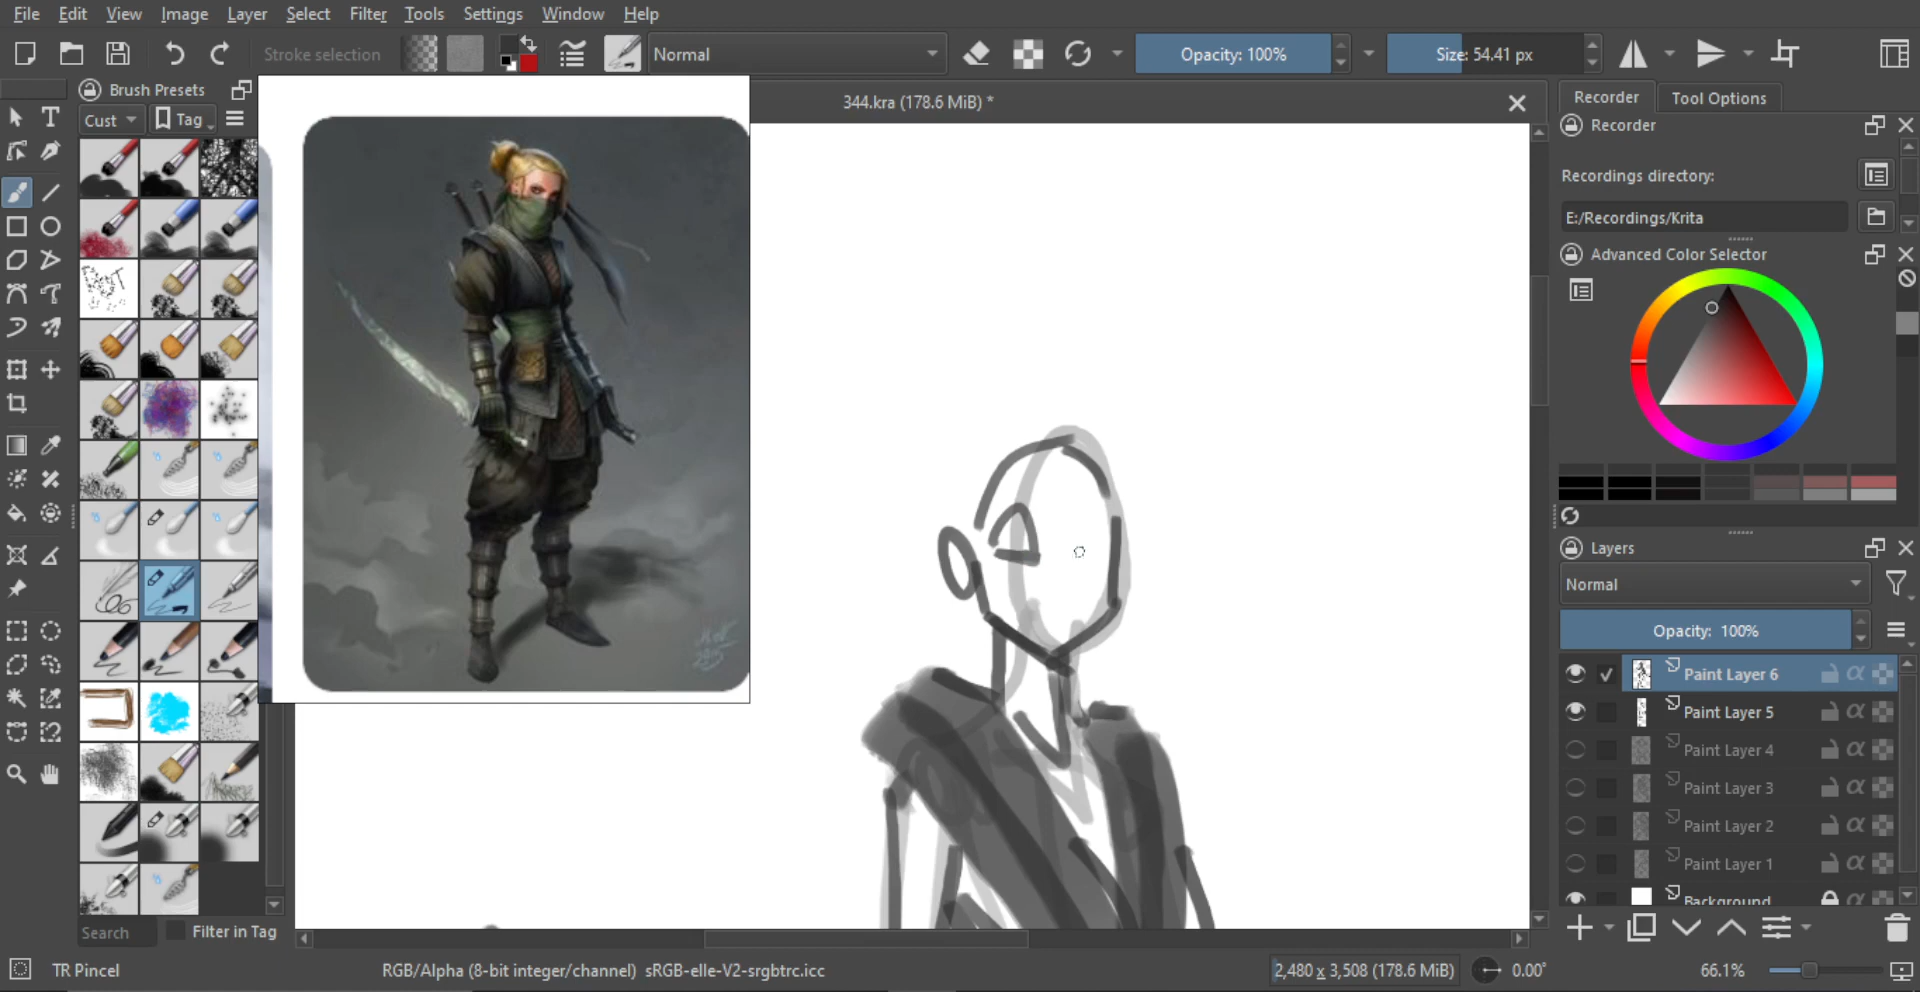 File Edit View Image Layer Select Filter Tools Settings Window Help
Stroke selection
Normal
Opacity: 100%
Size: 54.41 px
Brush Presets
Cust
Tag
344.kra (178.6 MiB) *
Recorder
Tool Options
Recorder
Recordings directory:
E:/Recordings/Krita
Advanced Color Selector
Layers
Normal
Opacity: 100%
Paint Layer 6
Paint Layer 5
Paint Layer 4
Paint Layer 3
Paint Layer 2
Paint Layer 1
Background
Search
Filter in Tag
TR Pincel
RGB/Alpha (8-bit integer/channel) sRGB-elle-V2-srgbtrc.icc
2,480 x 3,508 (178.6 MiB)
0.00°
66.1%